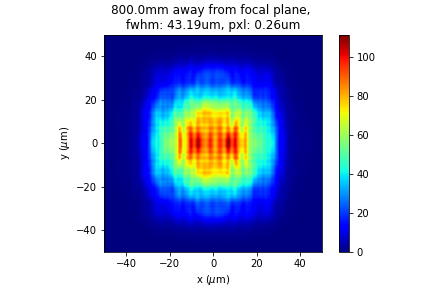 800.0mm away from focal plane,
fwhm: 43.19um, pxl: 0.26um
40
20
0
−20
−40
y (μm)
−40 −20 0 20 40
x (μm)
100
80
60
40
20
0